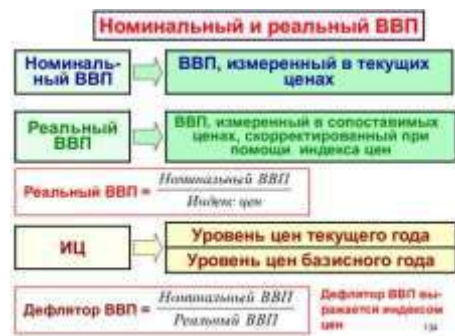 Номинальный и реальный ВВП
Номиналь-
ный ВВП
ВВП, измеренный в текущих
ценах
Реальный
ВВП
ВВП, измеренный в сопоставимых
ценах, скорректированный при
помощи индекса цен
Реальный ВВП = Номинальный ВВП
Индекс цен
ИЦ
Уровень цен текущего года
Уровень цен базисного года
Дефлятор ВВП = Номинальный ВВП
Реальный ВВП
Дефлятор ВВП вы-
ражается индексом
цен